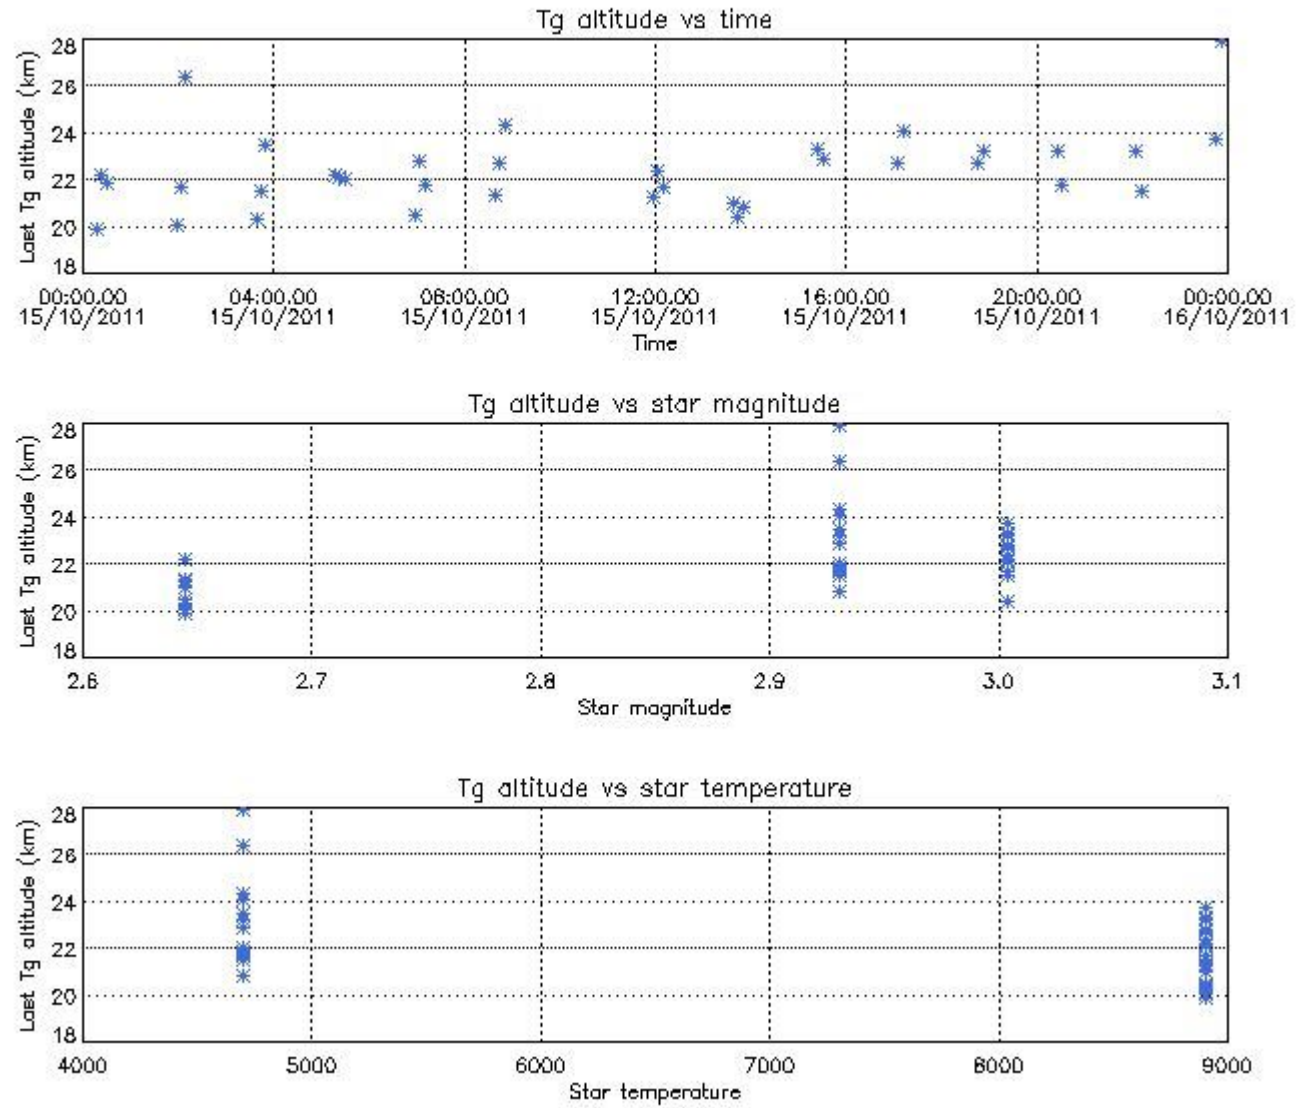 Tg altitude vs time
Last Tg altitude (km)
28
26
24
22
20
18
00:00.00 04:00.00 08:00.00 12:00.00 16:00.00 20:00.00 00:00.00
15/10/2011 15/10/2011 15/10/2011 15/10/2011 15/10/2011 15/10/2011 16/10/2011
Time
Tg altitude vs star magnitude
Last Tg altitude (km)
28
26
24
22
20
18
2.6 2.7 2.8 2.9 3.0 3.1
Star magnitude
Tg altitude vs star temperature
Last Tg altitude (km)
28
26
24
22
20
18
4000 5000 6000 7000 8000 9000
Star temperature